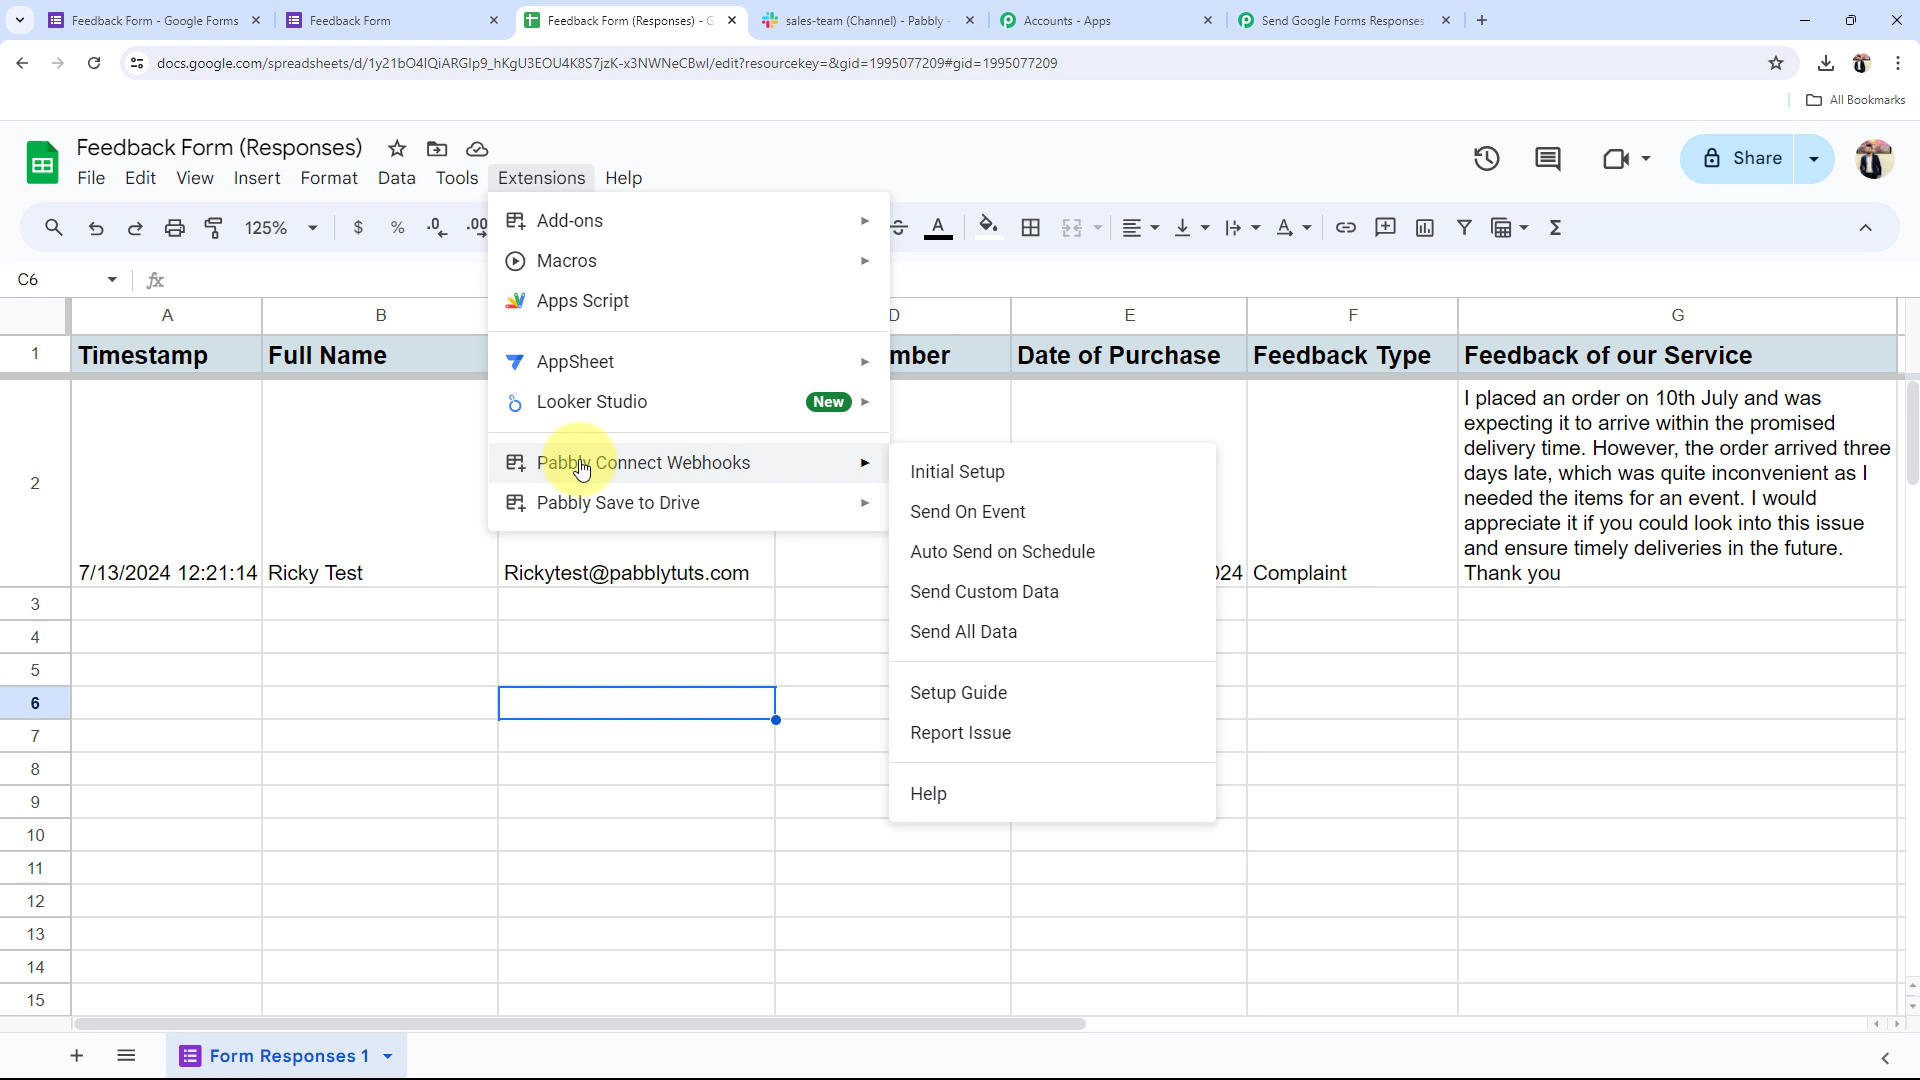 Feedback Form - Google Forms
Feedback Form
Feedback Form (Responses) - G
sales-team (Channel) - Pabbly -
Accounts - Apps
Send Google Forms Responses
docs.google.com/spreadsheets/d/1y21bO4IQiARGlp9_hKgU3EOU4K8S7jzK-x3NWNeCBwI/edit?resourcekey=&gid=1995077209#gid=1995077209
All Bookmarks
Feedback Form (Responses)
File Edit View Insert Format Data Tools Extensions Help
Share
125% $ % .0 .00 A
C6 fx
Add-ons
Macros
Apps Script
AppSheet
Looker Studio New
Pabbly Connect Webhooks
Pabbly Save to Drive
Initial Setup
Send On Event
Auto Send on Schedule
Send Custom Data
Send All Data
Setup Guide
Report Issue
Help
A B D E F G
1 Timestamp Full Name mber Date of Purchase Feedback Type Feedback of our Service
I placed an order on 10th July and was
expecting it to arrive within the promised
delivery time. However, the order arrived three
days late, which was quite inconvenient as I
2 needed the items for an event. I would
appreciate it if you could look into this issue
and ensure timely deliveries in the future.
7/13/2024 12:21:14 Ricky Test Rickytest@pabblytuts.com 024 Complaint Thank you
3
4
5
6
7
8
9
10
11
12
13
14
15
Form Responses 1